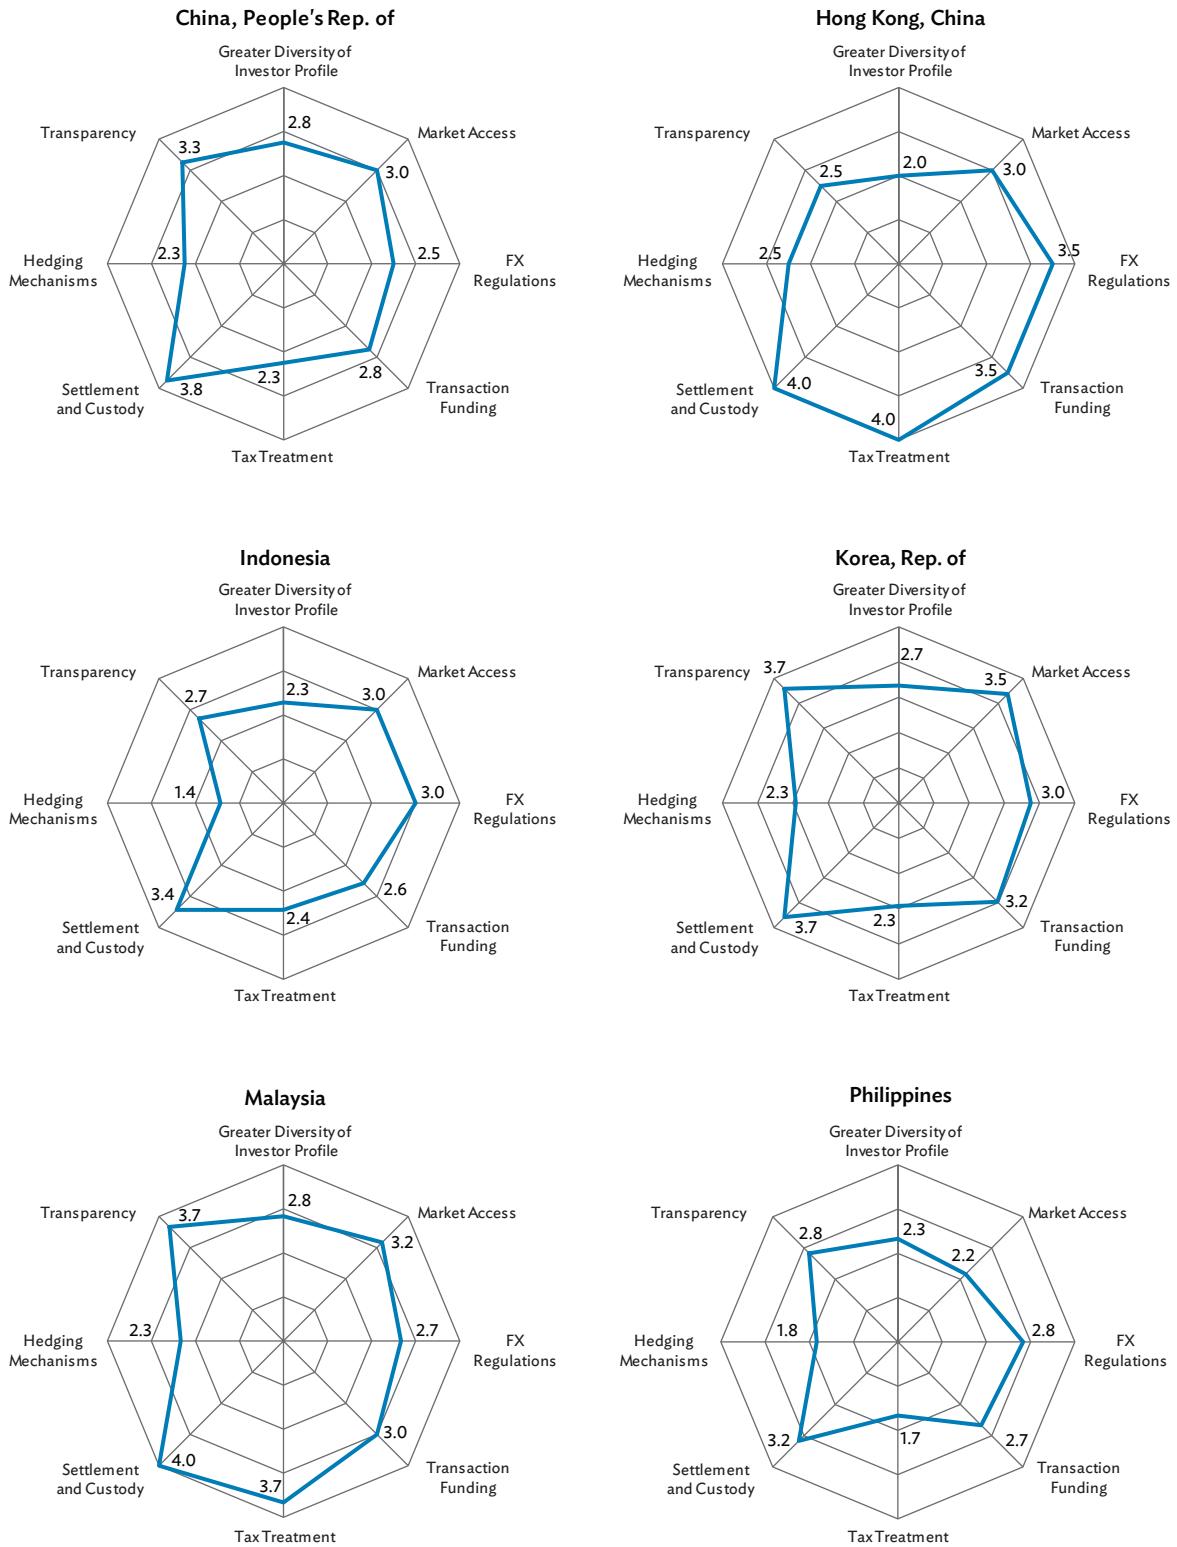 China, People's Rep. of
Greater Diversity of
Investor Profile
Transparency
Market Access
2.8
3.3
3.0
2.3
2.5
Hedging
Mechanisms
FX
Regulations
2.3
2.8
3.8
Settlement
and Custody
Transaction
Funding
Tax Treatment
Hong Kong, China
Greater Diversity of
Investor Profile
Transparency
Market Access
2.0
2.5
3.0
2.5
3.5
Hedging
Mechanisms
FX
Regulations
3.5
4.0
4.0
Settlement
and Custody
Transaction
Funding
Tax Treatment
Indonesia
Greater Diversity of
Investor Profile
Transparency
Market Access
2.7
2.3
3.0
1.4
3.0
Hedging
Mechanisms
FX
Regulations
3.4
2.6
2.4
Settlement
and Custody
Transaction
Funding
Tax Treatment
Korea, Rep. of
Greater Diversity of
Investor Profile
Transparency
Market Access
3.7
2.7
3.5
2.3
3.0
Hedging
Mechanisms
FX
Regulations
3.2
2.3
3.7
Settlement
and Custody
Transaction
Funding
Tax Treatment
Malaysia
Greater Diversity of
Investor Profile
Transparency
Market Access
3.7
2.8
3.2
2.3
2.7
Hedging
Mechanisms
FX
Regulations
3.0
4.0
3.7
Settlement
and Custody
Transaction
Funding
Tax Treatment
Philippines
Greater Diversity of
Investor Profile
Transparency
Market Access
2.8
2.3
2.2
1.8
2.8
Hedging
Mechanisms
FX
Regulations
3.2
1.7
2.7
Settlement
and Custody
Transaction
Funding
Tax Treatment